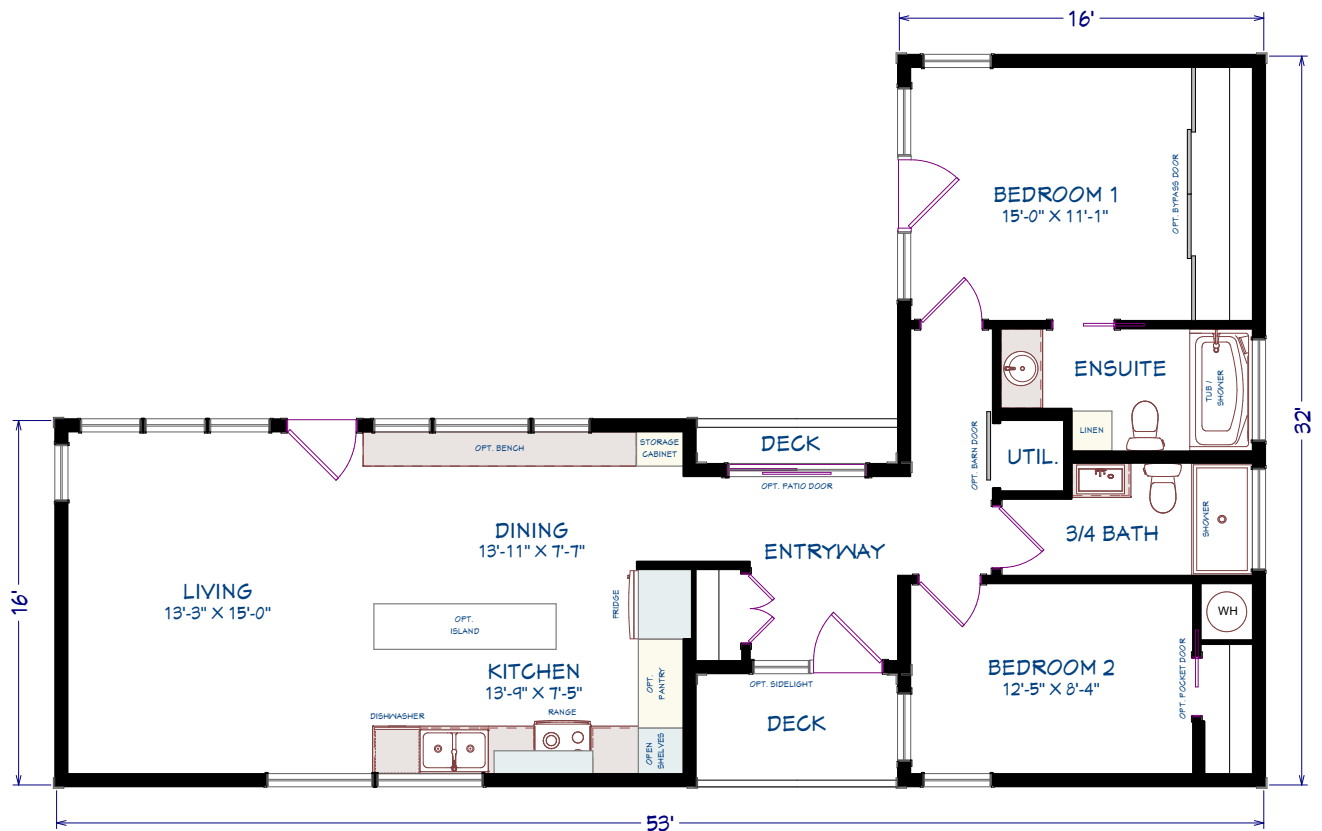 16'
BEDROOM 1
15'-0" X 11'-1"
OPT. BYPASS DOOR
32'
ENSUITE
TUB /
SHOWER
LINEN
DECK
OPT. BENCH
STORAGE
CABINET
OPT. PATIO DOOR
OPT. BARN DOOR
UTIL.
SHOWER
3/4 BATH
DINING
13'-11" X 7'-7"
ENTRYWAY
LIVING
13'-3" X 15'-0"
16'
OPT.
ISLAND
FRIDGE
WH
KITCHEN
13'-9" X 7'-5"
OPT.
PANTRY
OPT. SIDELIGHT
BEDROOM 2
12'-5" X 8'-4"
OPT. POCKET DOOR
DISHWASHER
RANGE
OPEN
SHELVES
DECK
53'